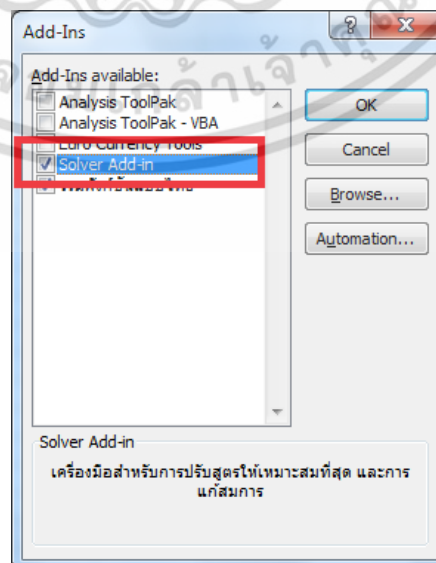 Add-Ins
Add-Ins available:
Analysis ToolPak
Analysis ToolPak - VBA
Euro Currency Tools
Solver Add-in
OK
Cancel
Browse...
Automation...
Solver Add-in
เครื่องมือสำหรับการปรับสูตรให้เหมาะสมที่สุด และการ
แก้สมการ